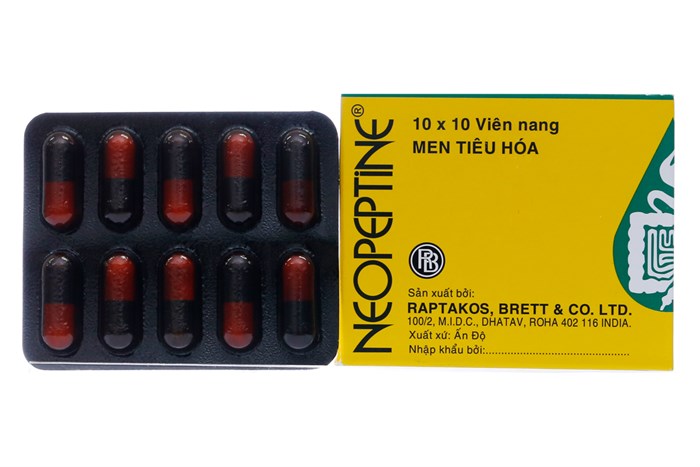 NEOPEPTINE®
10 x 10 Viên nang
MEN TIÊU HÓA
RB
Sản xuất bởi:
RAPTAKOS, BRETT & CO. LTD.
100/2, M.I.D.C., DHATAV, ROHA 402 116 INDIA.
Xuất xứ: Ấn Độ
Nhập khẩu bởi:........................................